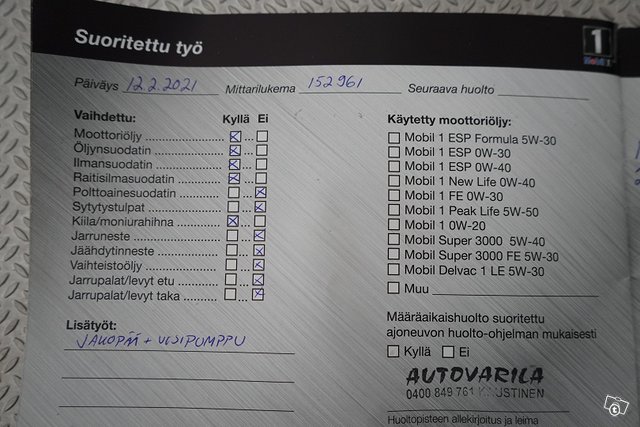 Suoritettu työ
1
Mobil 1
Päiväys 12.2.2021 Mittarilukema 152961 Seuraava huolto
Vaihdettu: Kyllä Ei
Moottoriöljy
Öljynsuodatin
Ilmansuodatin
Raitisilmasuodatin
Polttoainesuodatin
Sytytystulpat
Kiila/moniurahihna
Jarruneste
Jäähdytinneste
Vaihteistoöljy
Jarrupalat/levyt etu
Jarrupalat/levyt taka
Lisätyöt:
JAKOPÄÄ + VESIPUMPPU
Käytetty moottoriöljy:
Mobil 1 ESP Formula 5W-30
Mobil 1 ESP 0W-30
Mobil 1 ESP 0W-40
Mobil 1 New Life 0W-40
Mobil 1 FE 0W-30
Mobil 1 Peak Life 5W-50
Mobil 1 0W-20
Mobil Super 3000 5W-40
Mobil Super 3000 FE 5W-30
Mobil Delvac 1 LE 5W-30
Muu
Määräaikaishuolto suoritettu
ajoneuvon huolto-ohjelman mukaisesti
Kyllä Ei
AUTOVARILA
0400 849 761 KAUSTINEN
Huoltopisteen allekirjoitus ja leima